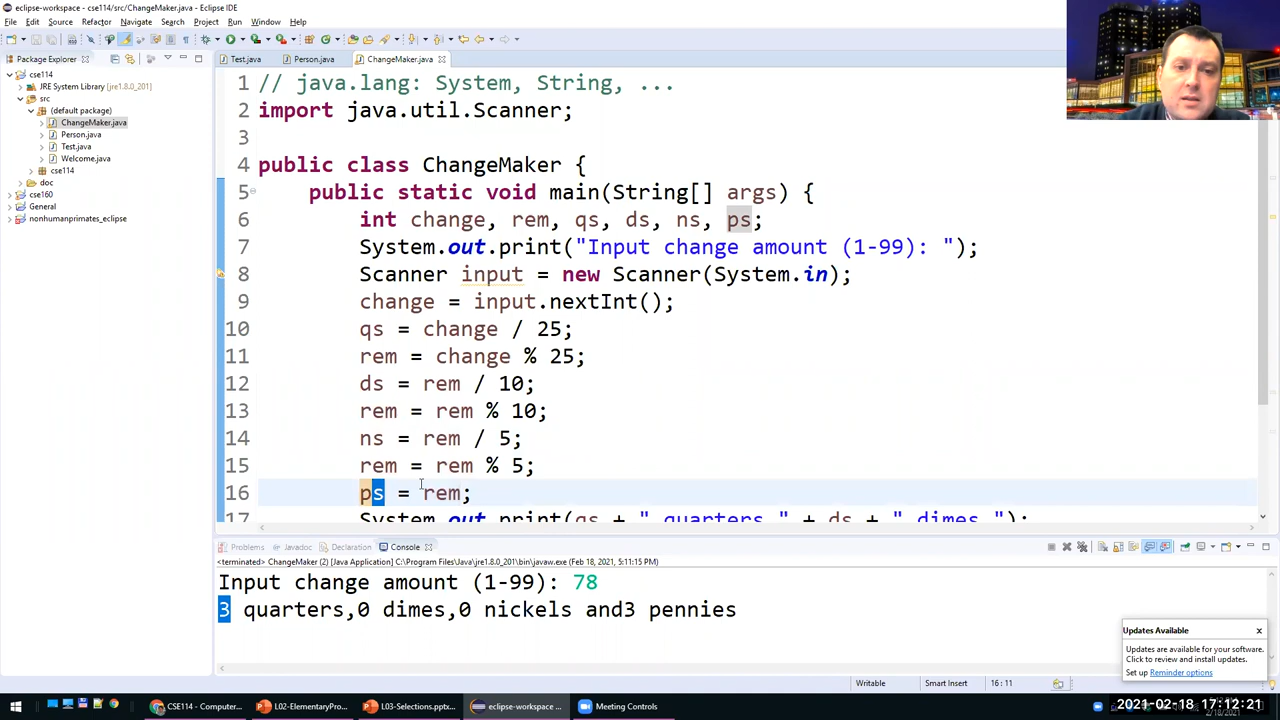 eclipse-workspace - cse114/src/ChangeMaker.java - Eclipse IDE
File Edit Source Refactor Navigate Search Project Run Window Help
Package Explorer
Test.java Person.java ChangeMaker.java
cse114
JRE System Library [jre1.8.0_201]
src
(default package)
ChangeMaker.java
Person.java
Test.java
Welcome.java
cse114
doc
cse160
General
nonhumanprimates_eclipse
1 // java.lang: System, String, ...
2 import java.util.Scanner;
3
4 public class ChangeMaker {
5 public static void main(String[] args) {
6 int change, rem, qs, ds, ns, ps;
7 System.out.print("Input change amount (1-99): ");
8 Scanner input = new Scanner(System.in);
9 change = input.nextInt();
10 qs = change / 25;
11 rem = change % 25;
12 ds = rem / 10;
13 rem = rem % 10;
14 ns = rem / 5;
15 rem = rem % 5;
16 ps = rem;
17 System.out.print(qs + " quarters," + ds + " dimes,");
Problems Javadoc Declaration Console
<terminated> ChangeMaker (2) [Java Application] C:\Program Files\Java\jre1.8.0_201\bin\javaw.exe (Feb 18, 2021, 5:11:15 PM)
Input change amount (1-99): 78
3 quarters,0 dimes,0 nickels and3 pennies
Updates Available
Updates are available for your software.
Click to review and install updates.
Set up Reminder options
Writable Smart Insert 16 : 11
CSE114 - Computer... L02-ElementaryPro... L03-Selections.pptx... eclipse-workspace ... Meeting Controls
2021-02-18 17:12:21